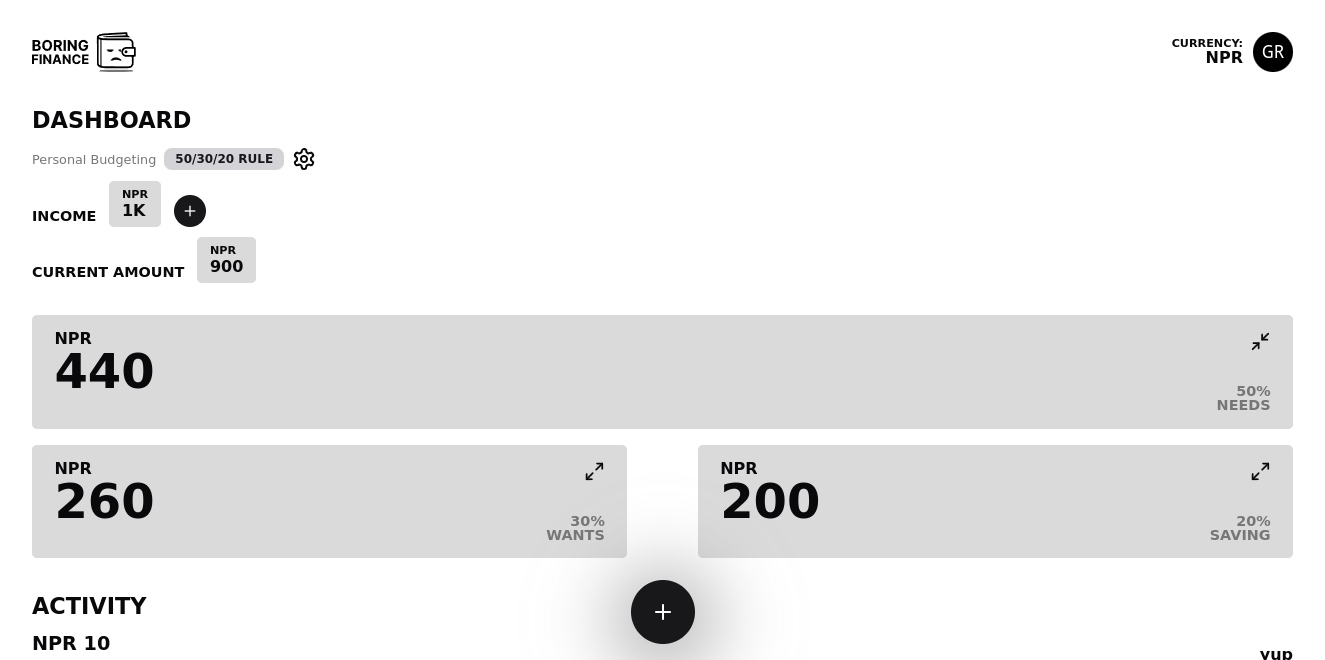 BORING
FINANCE
CURRENCY:
NPR
GR
DASHBOARD
Personal Budgeting
50/30/20 RULE
INCOME
NPR
1K
CURRENT AMOUNT
NPR
900
NPR
440
50%
NEEDS
NPR
260
30%
WANTS
NPR
200
20%
SAVING
ACTIVITY
NPR 10
yup